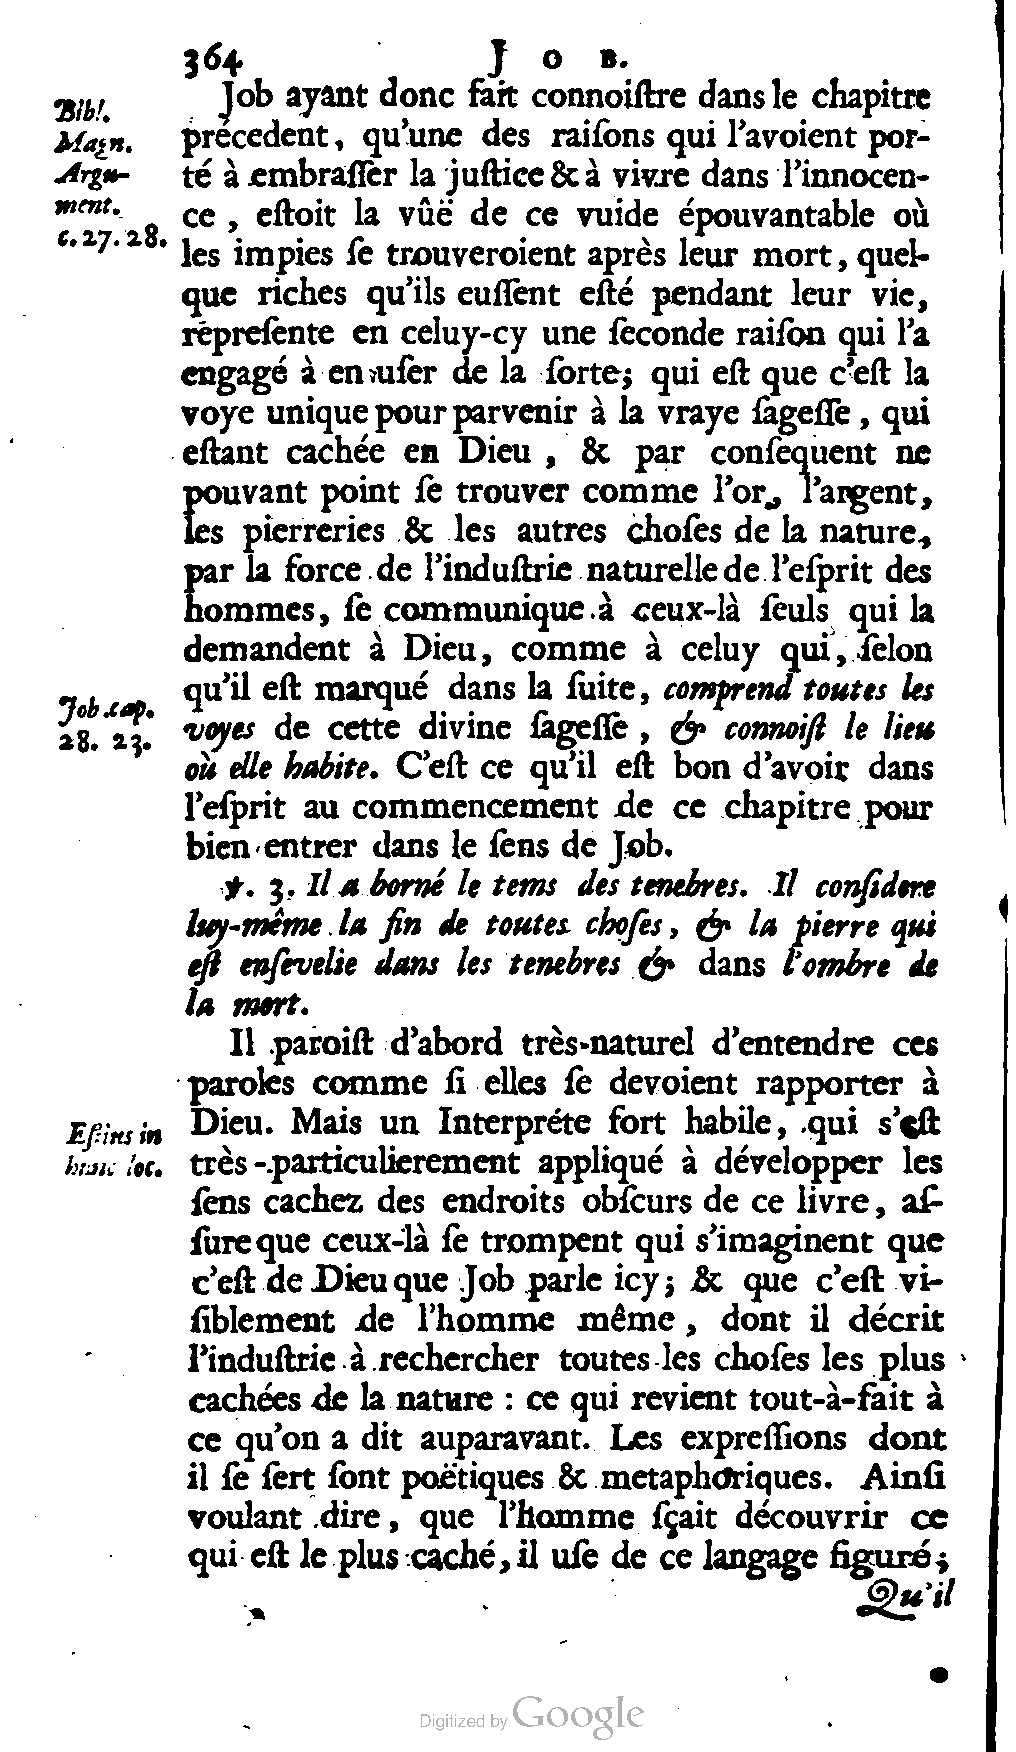 364 JOB.
Bibl.
Magn.
Argu-
ment.
c. 27. 28.
Job ayant donc fait connoiſtre dans le chapitre
précedent, qu'une des raiſons qui l'avoient por-
té à embraſſer la juſtice & à vivre dans l'innocen-
ce, eſtoit la vûë de ce vuide épouvantable où
les impies ſe trouveroient après leur mort, quel-
que riches qu'ils euſſent eſté pendant leur vie,
répreſente en celuy-cy une ſeconde raiſon qui l'a
engagé à en uſer de la ſorte; qui eſt que c'eſt la
voye unique pour parvenir à la vraye ſageſſe, qui
eſtant cachée en Dieu, & par conſequent ne
pouvant point ſe trouver comme l'or, l'argent,
les pierreries & les autres choſes de la nature,
par la force de l'induſtrie naturelle de l'eſprit des
hommes, ſe communique à ceux-là ſeuls qui la
demandent à Dieu, comme à celuy qui, ſelon
qu'il eſt marqué dans la ſuite, comprend toutes les
Job. cap.
28. 23.
voyes de cette divine ſageſſe, & connoiſt le lieu
où elle habite. C'eſt ce qu'il eſt bon d'avoir dans
l'eſprit au commencement de ce chapitre pour
bien entrer dans le ſens de Job.
℣. 3. Il a borné le tems des tenebres. Il conſidere
luy-même la fin de toutes choſes, & la pierre qui
eſt enſevelie dans les tenebres & dans l'ombre de
la mort.
Il paroiſt d'abord très-naturel d'entendre ces
paroles comme ſi elles ſe devoient rapporter à
Dieu. Mais un Interpréte fort habile, qui s'eſt
Eſtius in
hunc loc.
très-particulierement appliqué à développer les
ſens cachez des endroits obſcurs de ce livre, aſ-
ſure que ceux-là ſe trompent qui s'imaginent que
c'eſt de Dieu que Job parle icy; & que c'eſt vi-
ſiblement de l'homme même, dont il décrit
l'induſtrie à rechercher toutes les choſes les plus
cachées de la nature : ce qui revient tout-à-fait à
ce qu'on a dit auparavant. Les expreſſions dont
il ſe ſert ſont poëtiques & metaphoriques. Ainſi
voulant dire, que l'homme ſçait découvrir ce
qui eſt le plus caché, il uſe de ce langage figuré;
Qu'il
Digitized by Google